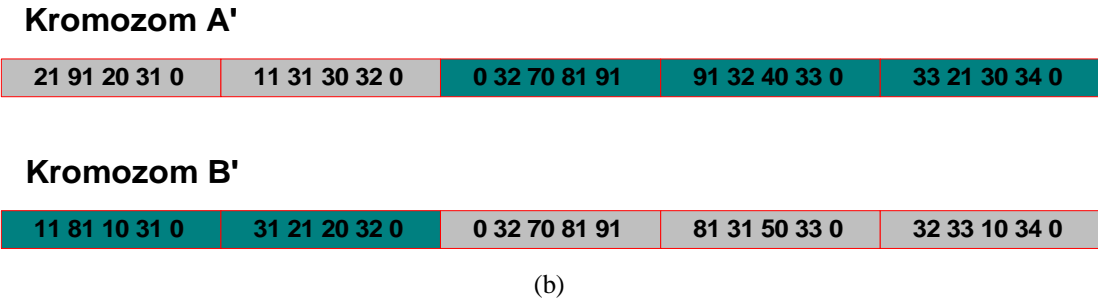 Kromozom A'
21 91 20 31 0 11 31 30 32 0 0 32 70 81 91 91 32 40 33 0 33 21 30 34 0
Kromozom B'
11 81 10 31 0 31 21 20 32 0 0 32 70 81 91 81 31 50 33 0 32 33 10 34 0
(b)